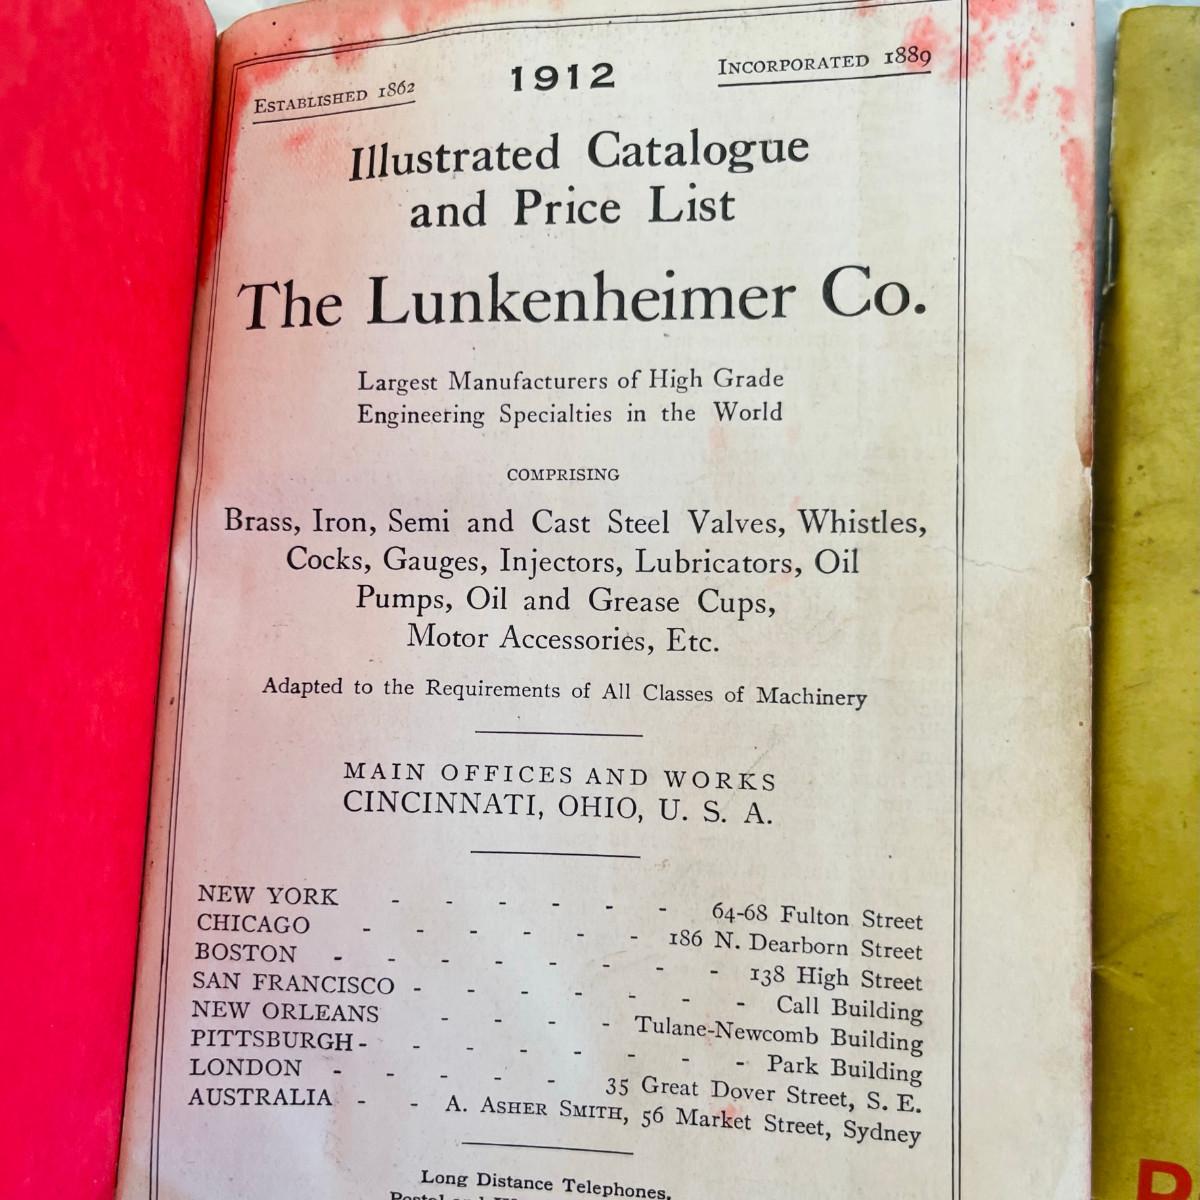 ESTABLISHED 1862
1912
INCORPORATED 1889
Illustrated Catalogue
and Price List
The Lunkenheimer Co.
Largest Manufacturers of High Grade
Engineering Specialties in the World
COMPRISING
Brass, Iron, Semi and Cast Steel Valves, Whistles,
Cocks, Gauges, Injectors, Lubricators, Oil
Pumps, Oil and Grease Cups,
Motor Accessories, Etc.
Adapted to the Requirements of All Classes of Machinery
MAIN OFFICES AND WORKS
CINCINNATI, OHIO, U. S. A.
NEW YORK - - - - - - 64-68 Fulton Street
CHICAGO - - - - - - 186 N. Dearborn Street
BOSTON - - - - - - - - 138 High Street
SAN FRANCISCO - - - - - - - Call Building
NEW ORLEANS - - - - Tulane-Newcomb Building
PITTSBURGH - - - - - - - - Park Building
LONDON - - - - - 35 Great Dover Street, S. E.
AUSTRALIA - - A. ASHER SMITH, 56 Market Street, Sydney
Long Distance Telephones.